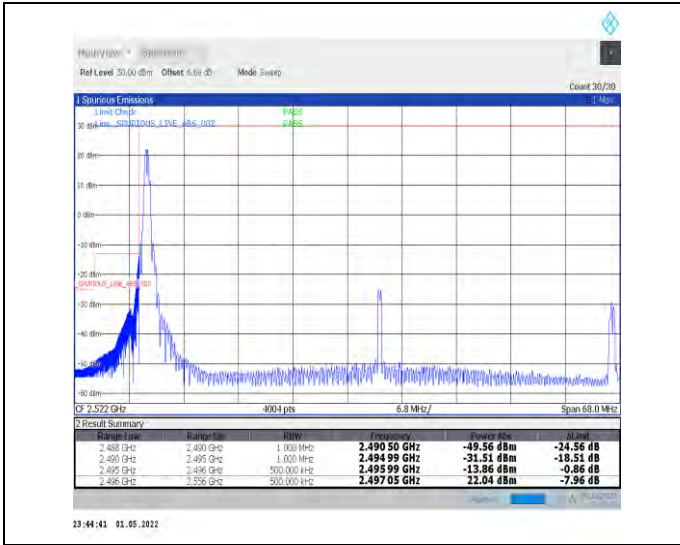 MultiView
Spectrum
Ref Level 30.00 dBm Offset 6.66 dB Mode Sweep
Count 30/30
1 Spurious Emissions
Limit Check PASS
30 dBm Line _SPURIOUS_LINE_ABS_002 PASS
20 dBm
10 dBm
0 dBm
-10 dBm
-20 dBm
_SPURIOUS_LINE_ABS_002
-30 dBm
-40 dBm
-50 dBm
-60 dBm
CF 2.522 GHz 4004 pts 6.8 MHz/ Span 68.0 MHz
2 Result Summary
Range Low Range Up RBW Frequency Power Abs ΔLimit
2.488 GHz 2.490 GHz 1.000 MHz 2.490 50 GHz -49.56 dBm -24.56 dB
2.490 GHz 2.495 GHz 1.000 MHz 2.494 99 GHz -31.51 dBm -18.51 dB
2.495 GHz 2.496 GHz 500.000 kHz 2.495 99 GHz -13.86 dBm -0.86 dB
2.496 GHz 2.556 GHz 500.000 kHz 2.497 05 GHz 22.04 dBm -7.96 dB
23:44:41 01.05.2022